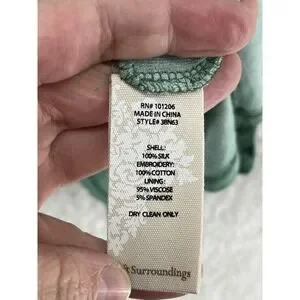 RN# 101206
MADE IN CHINA
STYLE# 3BN63
SHELL:
100% SILK
EMBROIDERY:
100% COTTON
LINING:
95% VISCOSE
5% SPANDEX
DRY CLEAN ONLY
Surroundings